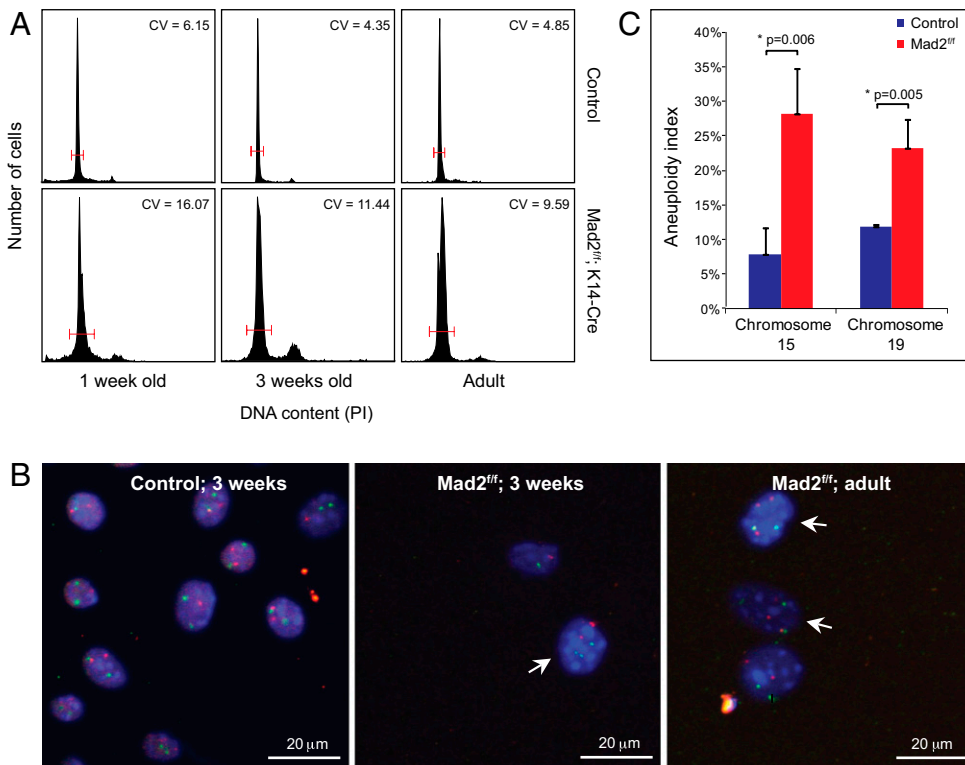 A
CV = 6.15
CV = 4.35
CV = 4.85
Control
Number of cells
CV = 16.07
CV = 11.44
CV = 9.59
Mad2f/f; K14-Cre
1 week old
3 weeks old
Adult
DNA content (PI)
C
Control
Mad2f/f
40%
35%
30%
25%
20%
15%
10%
5%
0%
Aneuploidy index
* p=0.006
* p=0.005
Chromosome
15
Chromosome
19
B
Control; 3 weeks
Mad2f/f; 3 weeks
Mad2f/f; adult
20 μm
20 μm
20 μm